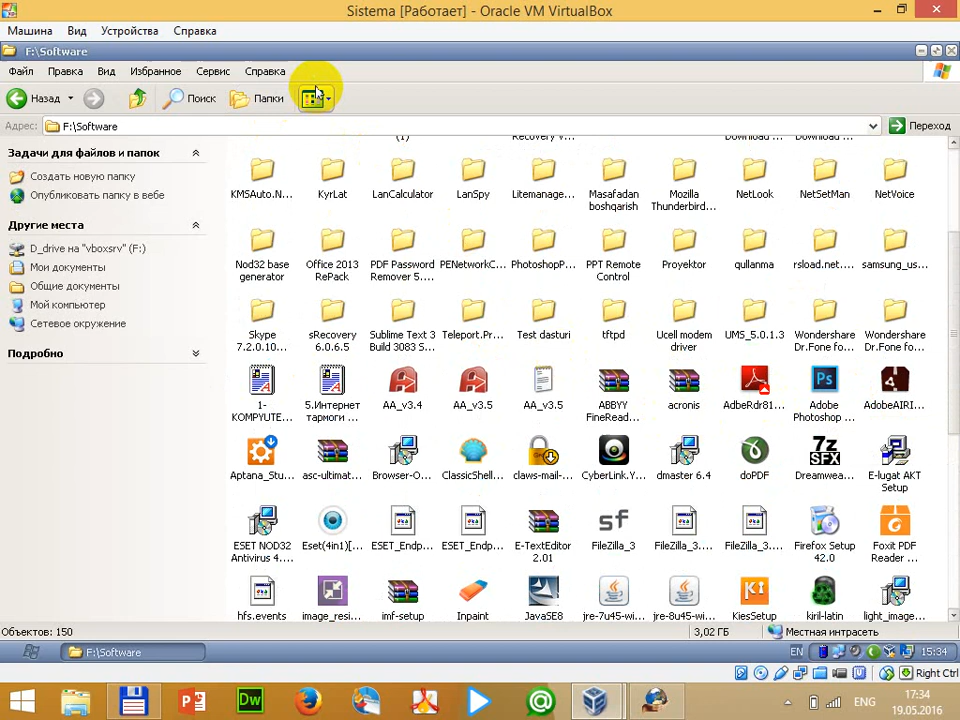 Sistema [Работает] - Oracle VM VirtualBox
Машина Вид Устройства Справка
F:\Software
Файл Правка Вид Избранное Сервис Справка
Назад Поиск Папки
Адрес: F:\Software Переход
Задачи для файлов и папок
Создать новую папку
Опубликовать папку в вебе
Другие места
D_drive на "vboxsrv" (F:)
Мои документы
Общие документы
Мой компьютер
Сетевое окружение
Подробно
(1) Recovery v... Download ... Download ...
KMSAuto.N... KyrLat LanCalculator LanSpy Litemanage... Masafadan Mozilla NetLook NetSetMan NetVoice
boshqarish Thunderbird...
Nod32 base Office 2013 PDF Password PENetworkC... PhotoshopP... PPT Remote Proyektor qullanma rsload.net.... samsung_us...
generator RePack Remover 5.... Control
Skype sRecovery Sublime Text 3 Teleport.Pr... Test dasturi tftpd Ucell modem UMS_5.0.1.3 Wondershare Wondershare
7.2.0.10... 6.0.6.5 Build 3083 S... driver Dr.Fone fo... Dr.Fone fo...
1- 5.Интернет AA_v3.4 AA_v3.5 AA_v3.5 ABBYY acronis AdbeRdr81... Adobe AdobeAIRI...
KOMPYUTE... тармоги ... FineRead... Photoshop ...
Aptana_Stu... asc-ultimat... Browser-O... ClassicShell... claws-mail-... CyberLink.Y... dmaster 6.4 doPDF Dreamwea... E-lugat AKT
Setup
7z
SFX
Ps
ESET NOD32 Eset(4in1)[... ESET_Endp... ESET_Endp... E-TextEditor FileZilla_3 FileZilla_3.... FileZilla_3.... Firefox Setup Foxit PDF
Antivirus 4.... 2.01 42.0 Reader ...
sf
hfs.events image_resi... imf-setup Inpaint JavaSE8 jre-7u45-wi... jre-8u45-wi... KiesSetup kiril-latin light_image...
Ki
Объектов: 150 3,02 ГБ Местная интрасеть
F:\Software EN 15:34
Right Ctrl
Dw
17:34
ENG
19.05.2016